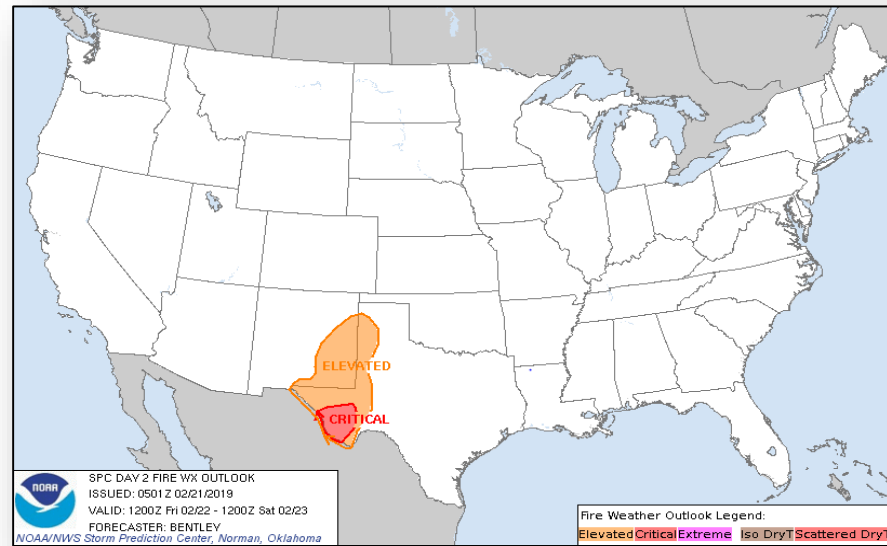 ELEVATED
CRITICAL
NOAA
SPC DAY 2 FIRE WX OUTLOOK
ISSUED: 0501Z 02/21/2019
VALID: 1200Z Fri 02/22 - 1200Z Sat 02/23
FORECASTER: BENTLEY
NOAA/NWS Storm Prediction Center, Norman, Oklahoma
Fire Weather Outlook Legend:
Elevated Critical Extreme Iso DryT Scattered DryT